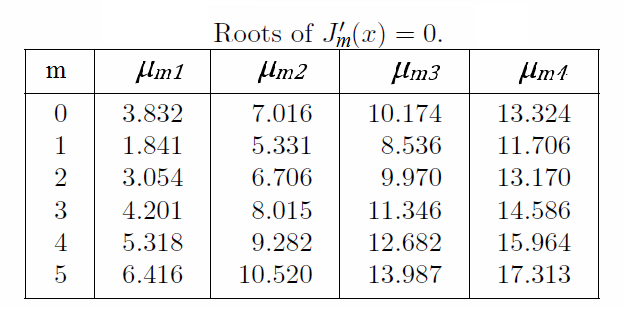 Roots of J′ₘ(x) = 0.
m μm1 μm2 μm3 μm4
0 3.832 7.016 10.174 13.324
1 1.841 5.331 8.536 11.706
2 3.054 6.706 9.970 13.170
3 4.201 8.015 11.346 14.586
4 5.318 9.282 12.682 15.964
5 6.416 10.520 13.987 17.313